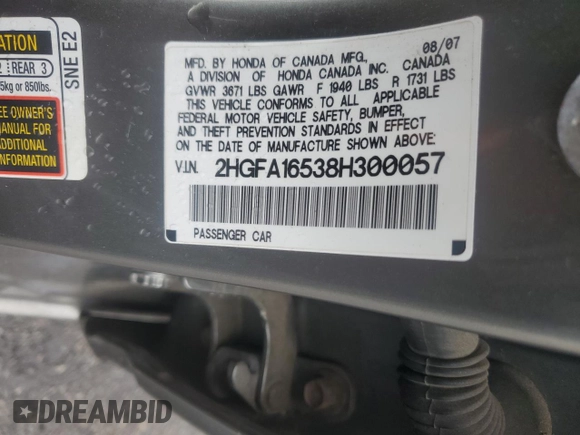 ATION
2 REAR 3
5kg or 850lbs.
EE OWNER'S
MANUAL FOR
ADDITIONAL
INFORMATION
SNE E2
MFD. BY HONDA OF CANADA MFG., 08/07
A DIVISION OF HONDA CANADA INC. CANADA
GVWR 3671 LBS GAWR F 1940 LBS R 1731 LBS
THIS VEHICLE CONFORMS TO ALL APPLICABLE
FEDERAL MOTOR VEHICLE SAFETY, BUMPER,
AND THEFT PREVENTION STANDARDS IN EFFECT
ON THE DATE OF MANUFACTURE SHOWN ABOVE:
V.I.N. 2HGFA16538H300057
PASSENGER CAR
DREAMBID